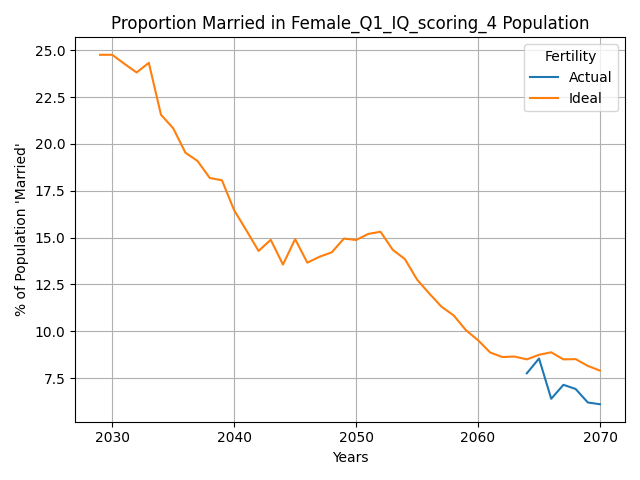 Proportion Married in Female_Q1_IQ_scoring_4 Population
Fertility
Actual
Ideal
% of Population 'Married'
25.0
22.5
20.0
17.5
15.0
12.5
10.0
7.5
2030
2040
2050
2060
2070
Years